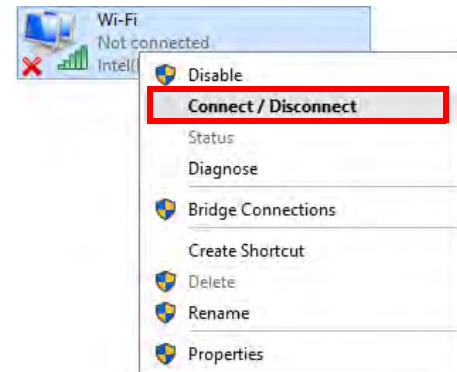 Wi-Fi
Not connected
Intel(
Disable
Connect / Disconnect
Status
Diagnose
Bridge Connections
Create Shortcut
Delete
Rename
Properties